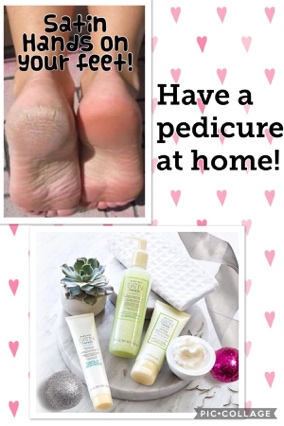 Satin
Hands on
your feet!
Have a
pedicure
at home!
PIC•COLLAGE